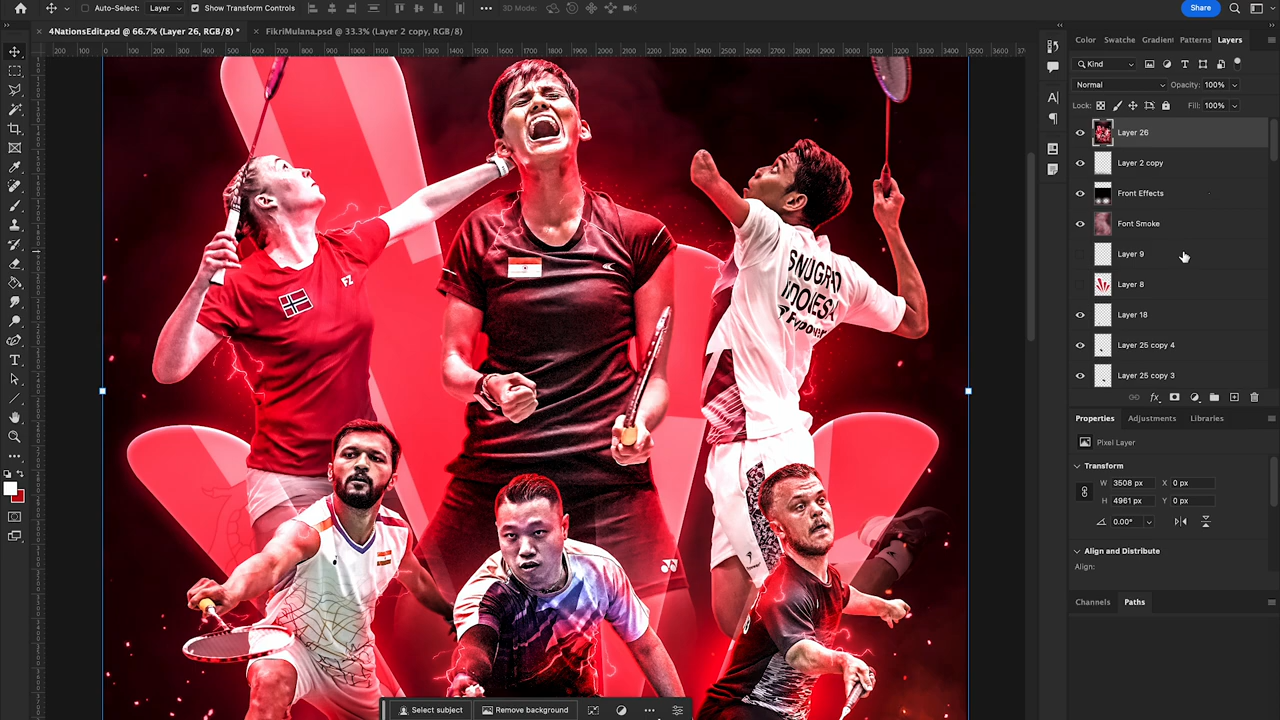 Auto-Select: Layer Show Transform Controls 3D Mode: Share
4NationsEdit.psd @ 66.7% (Layer 26, RGB/8) * FikriMulana.psd @ 33.3% (Layer 2 copy, RGB/8)
Color Swatche Gradien Patterns Layers
Kind
Normal Opacity: 100%
Lock: Fill: 100%
Layer 26
Layer 2 copy
Front Effects
Font Smoke
Layer 9
Layer 8
Layer 18
Layer 25 copy 4
Layer 25 copy 3
Properties Adjustments Libraries
Pixel Layer
Transform
W 3508 px X 0 px
H 4961 px Y 0 px
0.00°
Align and Distribute
Align:
Channels Paths
FZ
Select subject Remove background